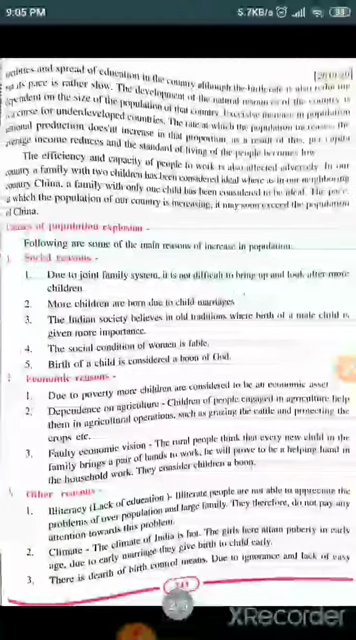 9:05 PM 5.7KB/s 33
and spread of education in the country although the birth rate is also reducing
its pace is rather slow. The development of the natural resources of the country is
dependent on the size of the population of that country. Excessive increase in population
a curse for underdeveloped countries. The rate at which the population increases the
national production does'nt increase in that proportion, as a result of this, per capita
average income reduces and the standard of living of the people becomes low.
The efficiency and capacity of people to work is also affected adversely. In our
country a family with two children has been considered ideal where as in our neighboring
country China, a family with only one child has been considered to be ideal. The pace
a which the population of our country is increasing, it may soon exceed the population
of China.
Causes of population explosion -
Following are some of the main reasons of increase in population.
Social reasons -
1. Due to joint family system, it is not difficult to bring up and look after more
children.
2. More children are born due to child marriages.
3. The Indian society believes in old traditions where birth of a male child is
given more importance.
4. The social condition of women is fable.
5. Birth of a child is considered a boon of God.
Economic reasons -
1. Due to poverty more children are considered to be an economic asset
2. Dependence on agriculture - Children of people engaged in agriculture help
them in agricultural operations, such as grazing the cattle and protecting the
crops etc.
3. Faulty economic vision - The rural people think that every new child in the
family brings a pair of hands to work, he will prove to be a helping hand in
the household work. They consider children a boon.
Other reasons -
1. Illiteracy (Lack of education )- Illiterate people are not able to appreciate the
problems of over population and large family. They therefore, do not pay any
attention towards this problem.
2. Climate - The climate of India is hot. The girls here attain puberty in early
age, due to early marriage they give birth to child early.
3. There is dearth of birth control means. Due to ignorance and lack of easy
XRecorder